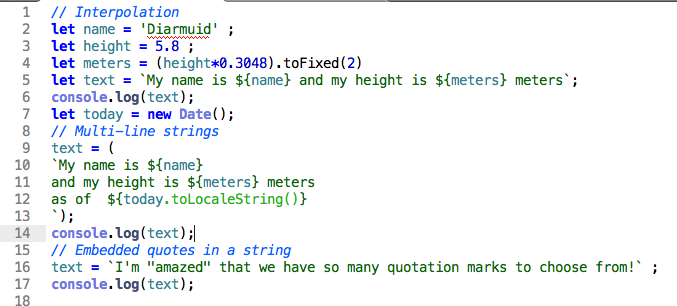 1 // Interpolation
2 let name = 'Diarmuid' ;
3 let height = 5.8 ;
4 let meters = (height*0.3048).toFixed(2)
5 let text = `My name is ${name} and my height is ${meters} meters`;
6 console.log(text);
7 let today = new Date();
8 // Multi-line strings
9 text = (
10 `My name is ${name}
11 and my height is ${meters} meters
12 as of  ${today.toLocaleString()}
13 `);
14 console.log(text);
15 // Embedded quotes in a string
16 text = `I'm "amazed" that we have so many quotation marks to choose from!` ;
17 console.log(text);
18